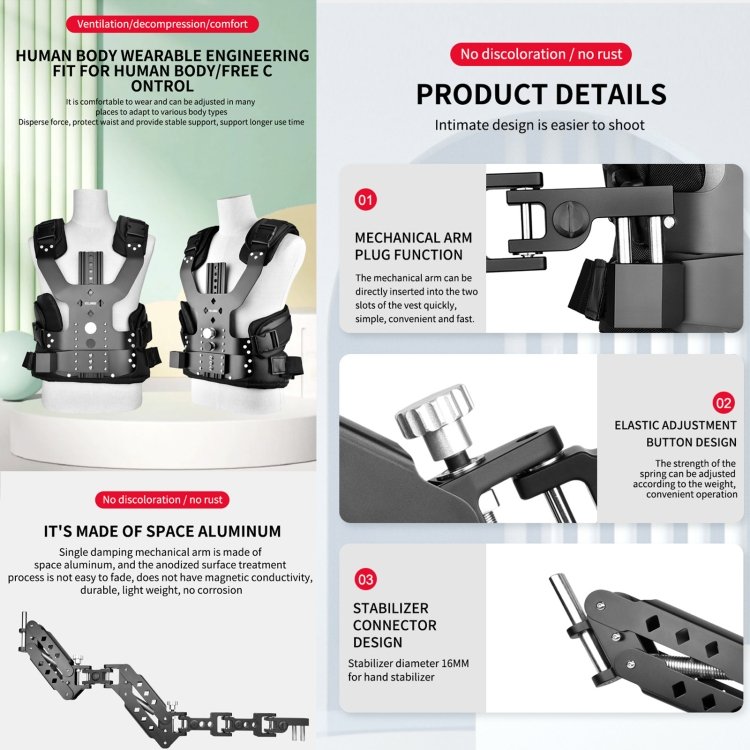 Ventilation/decompression/comfort
HUMAN BODY WEARABLE ENGINEERING
FIT FOR HUMAN BODY/FREE C
ONTROL
It is comfortable to wear and can be adjusted in many
places to adapt to various body types
Disperse force, protect waist and provide stable support, support longer use time
No discoloration / no rust
IT'S MADE OF SPACE ALUMINUM
Single damping mechanical arm is made of
space aluminum, and the anodized surface treatment
process is not easy to fade, does not have magnetic conductivity,
durable, light weight, no corrosion
No discoloration / no rust
PRODUCT DETAILS
Intimate design is easier to shoot
01
MECHANICAL ARM
PLUG FUNCTION
The mechanical arm can be
directly inserted into the two
slots of the vest quickly,
simple, convenient and fast.
02
ELASTIC ADJUSTMENT
BUTTON DESIGN
The strength of the
spring can be adjusted
according to the weight,
convenient operation
03
STABILIZER
CONNECTOR
DESIGN
Stabilizer diameter 16MM
for hand stabilizer